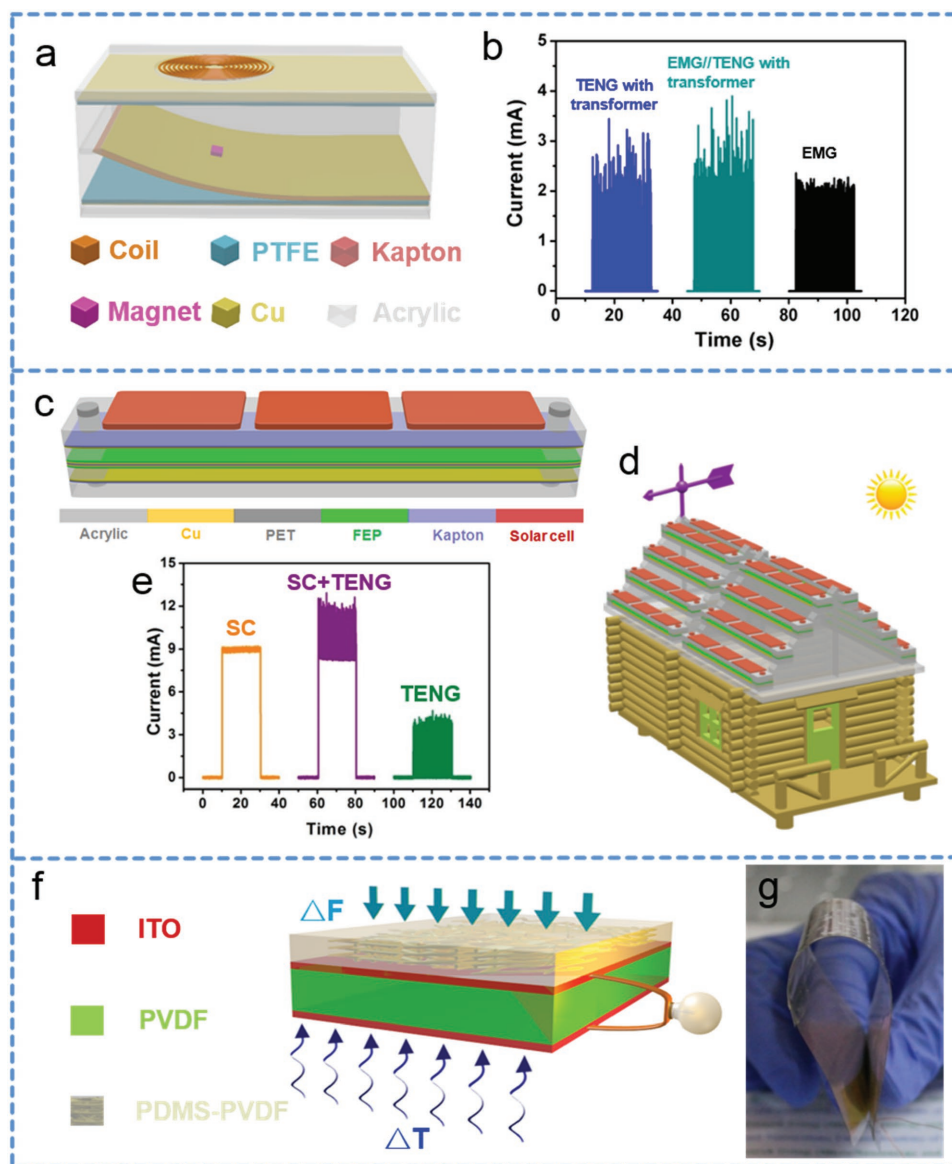 a
Coil PTFE Kapton
Magnet Cu Acrylic
b
5
4
3
2
1
0
Current (mA)
TENG with
transformer
EMG//TENG with
transformer
EMG
0 20 40 60 80 100 120
Time (s)
c
Acrylic Cu PET FEP Kapton Solar cell
d
e
15
12
9
6
3
0
Current (mA)
SC
SC+TENG
TENG
0 20 40 60 80 100 120 140
Time (s)
f
ITO
PVDF
PDMS-PVDF
△F
△T
g